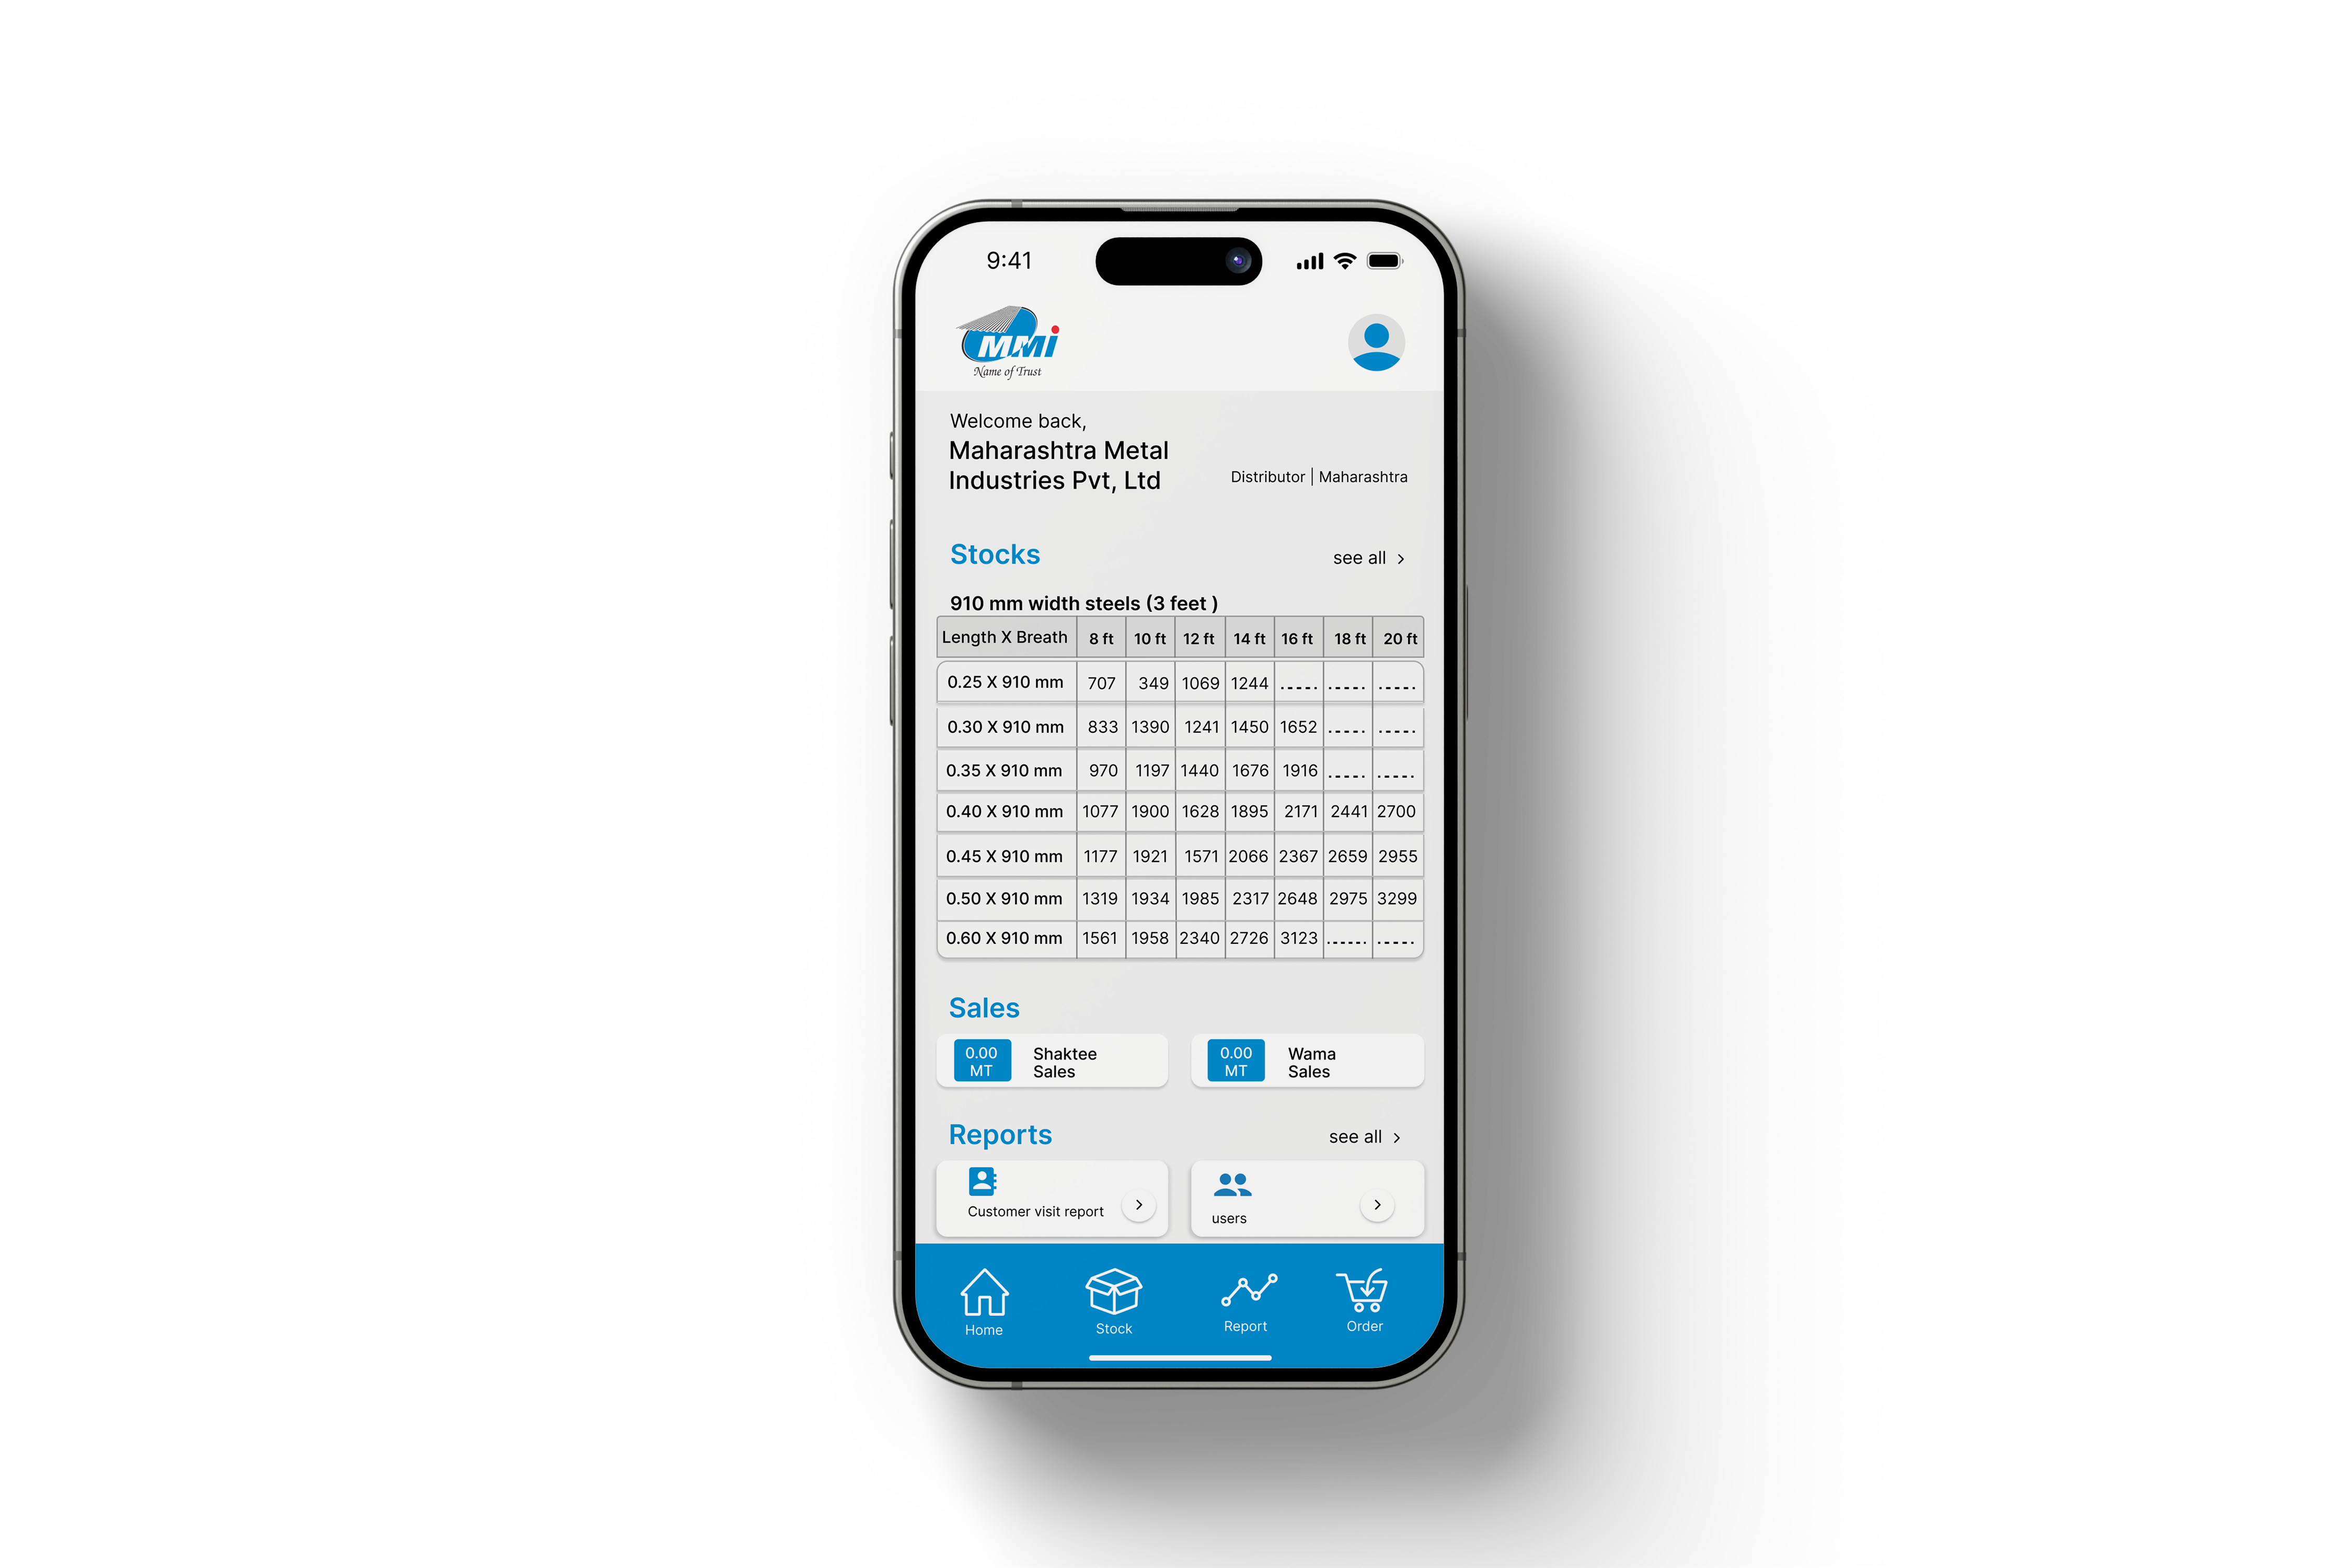 9:41
MMI
Name of Trust
Welcome back,
Maharashtra Metal
Industries Pvt, Ltd
Distributor | Maharashtra
Stocks
see all >
910 mm width steels (3 feet )
Length X Breath 8 ft 10 ft 12 ft 14 ft 16 ft 18 ft 20 ft
0.25 X 910 mm 707 349 1069 1244 .----. .----. .----.
0.30 X 910 mm 833 1390 1241 1450 1652 .----. .----.
0.35 X 910 mm 970 1197 1440 1676 1916 .----. .----.
0.40 X 910 mm 1077 1900 1628 1895 2171 2441 2700
0.45 X 910 mm 1177 1921 1571 2066 2367 2659 2955
0.50 X 910 mm 1319 1934 1985 2317 2648 2975 3299
0.60 X 910 mm 1561 1958 2340 2726 3123 .-----. .----.
Sales
0.00
MT
Shaktee
Sales
0.00
MT
Wama
Sales
Reports
see all >
Customer visit report >
users >
Home
Stock
Report
Order